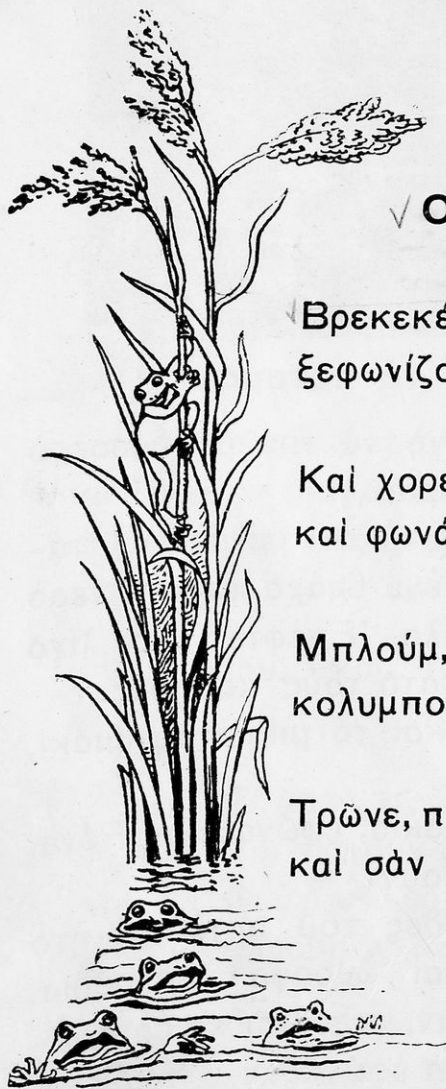 Ο
Βρεκεκέ
ξεφωνίζο
Καὶ χορε
καὶ φωνά
Μπλούμ,
κολυμπο
Τρῶνε, π
καὶ σὰν